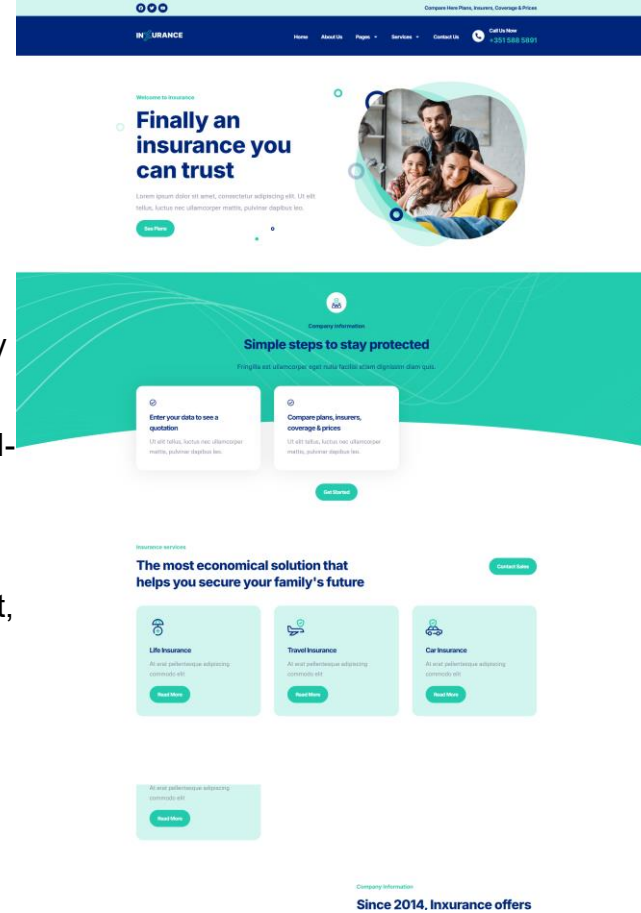 Compare Here Plans, Insurers, Coverage & Prices
INXURANCE
Home About Us Pages Services Contact Us
Call Us Now
+351 588 5891
Welcome to Inxurance
Finally an
insurance you
can trust
Lorem ipsum dolor sit amet, consectetur adipiscing elit. Ut elit
tellus, luctus nec ullamcorper mattis, pulvinar dapibus leo.
See Plans
y
l-
t,
Company Information
Simple steps to stay protected
Fringilla est ullamcorper eget nulla facilisi etiam dignissim diam quis.
Enter your data to see a
quotation
Ut elit tellus, luctus nec ullamcorper
mattis, pulvinar dapibus leo.
Compare plans, insurers,
coverage & prices
Ut elit tellus, luctus nec ullamcorper
mattis, pulvinar dapibus leo.
Get Started
Insurance services
The most economical solution that
helps you secure your family's future
Contact Sales
Life Insurance
At erat pellentesque adipiscing
commodo elit
Read More
Travel Insurance
At erat pellentesque adipiscing
commodo elit
Read More
Car Insurance
At erat pellentesque adipiscing
commodo elit
Read More
At erat pellentesque adipiscing
commodo elit
Read More
Company Information
Since 2014, Inxurance offers